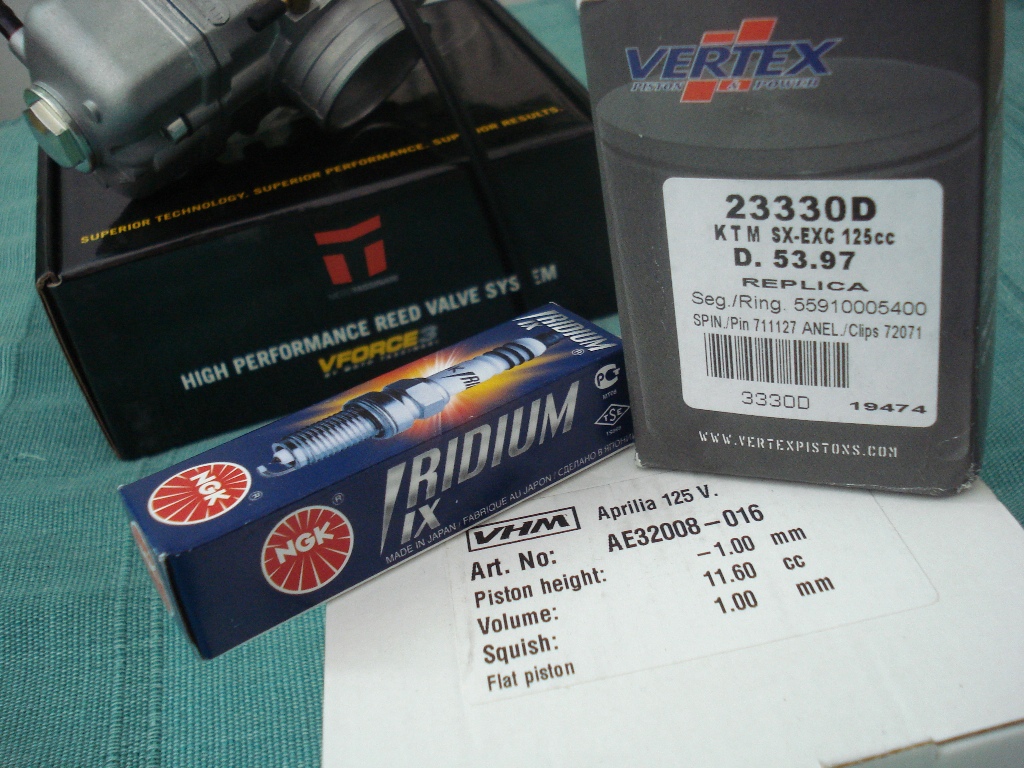 SUPERIOR TECHNOLOGY. SUPERIOR PERFORMANCE. SUPERIOR RESULTS.
HIGH PERFORMANCE REED VALVE SYSTEM
VFORCE3
VERTEX
PISTON & POWER
23330D
KTM SX-EXC 125cc
D. 53.97
REPLICA
Seg./Ring. 55910005400
SPIN./Pin 711127 ANEL./Clips 72071
3330D 19474
WWW.VERTEXPISTONS.COM
IRIDIUM
IX
NGK
NGK
IRIDIUM
IX
MADE IN JAPAN / FABRIQUE AU JAPON / СДЕЛАНО В ЯПОНИИ
TSE
VHM Aprilia 125 V.
Art. No: AE32008-016
Piston height: -1.00 mm
Volume: 11.60 cc
Squish: 1.00 mm
Flat piston